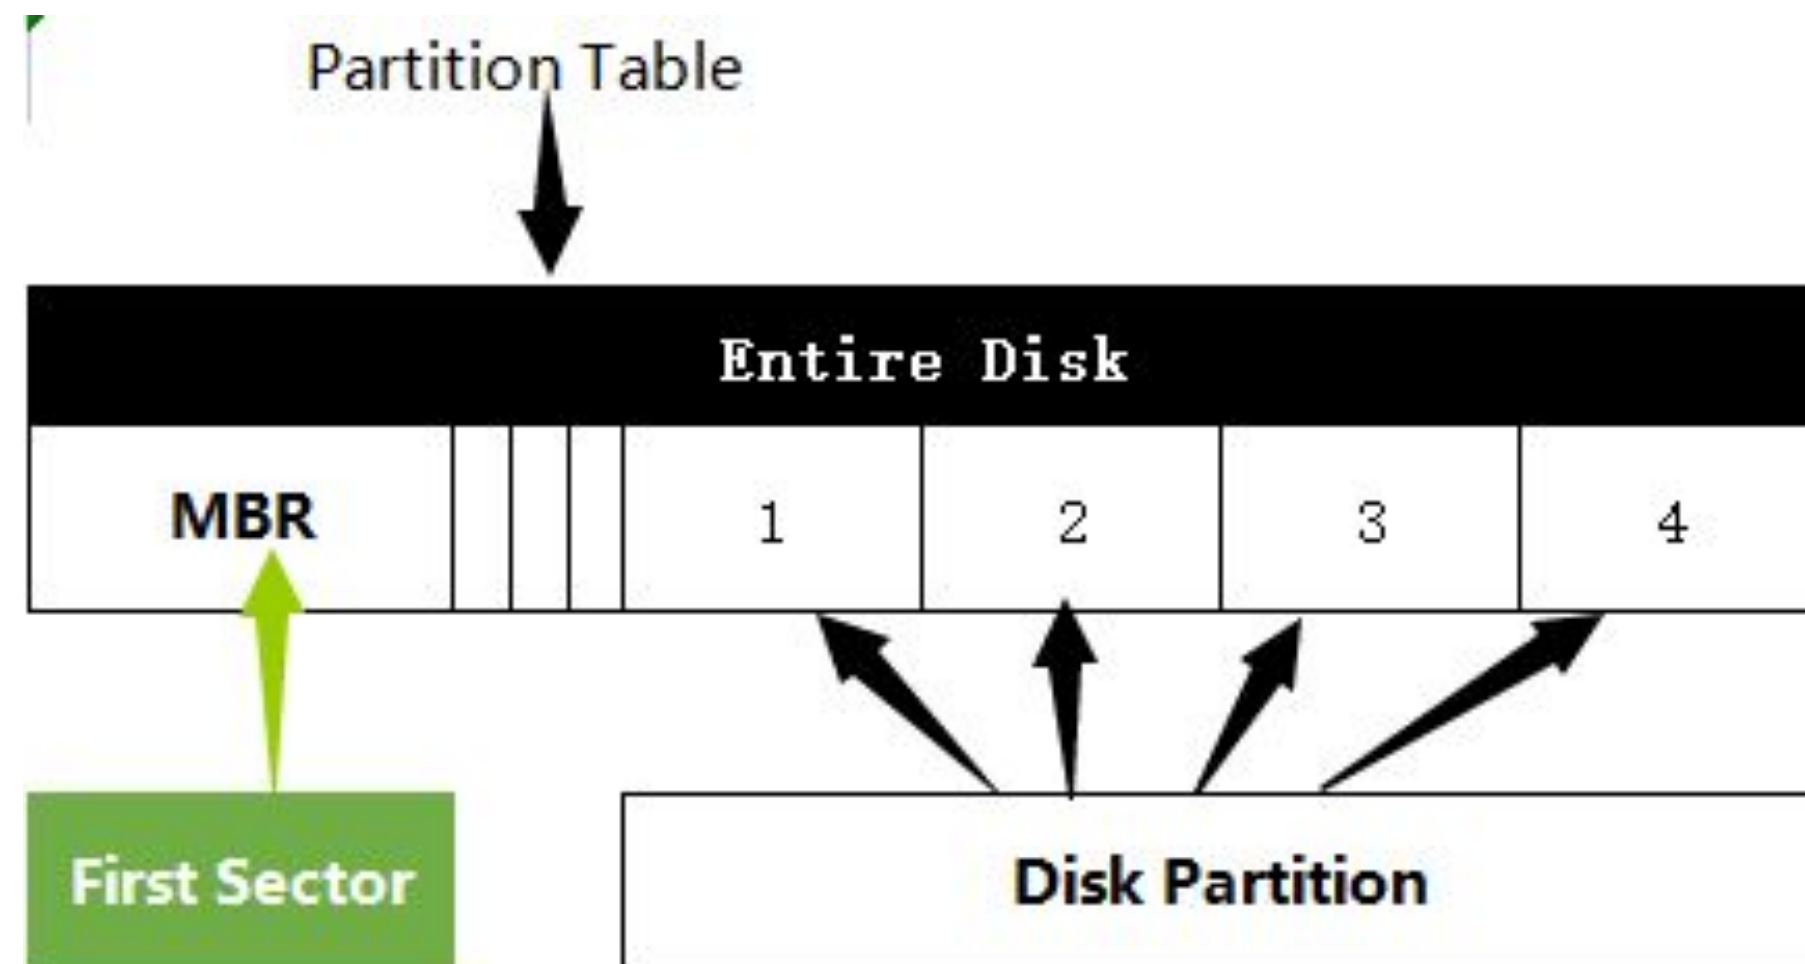 Partition Table
Entire Disk
MBR
1
2
3
4
First Sector
Disk Partition